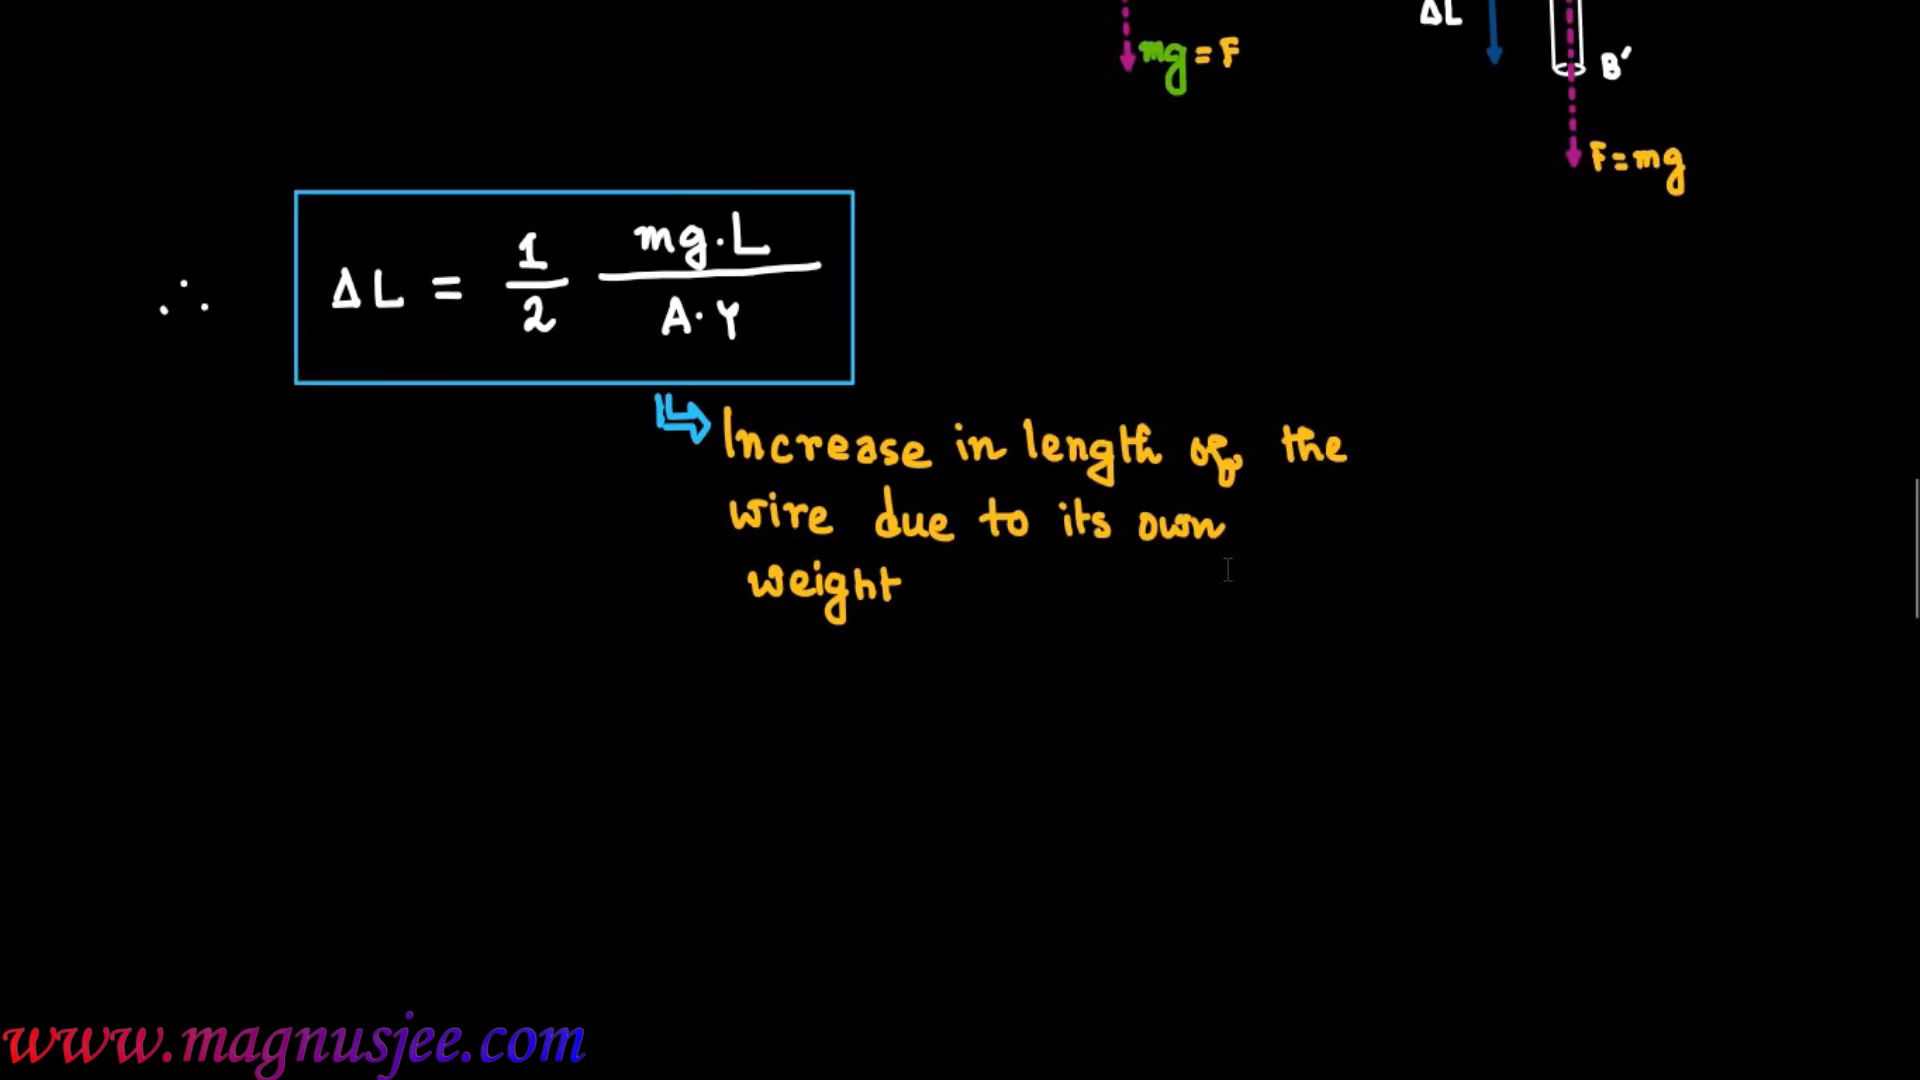 ΔL
mg = F
B′
F = mg
∴ ΔL = 1/2 mg·L / A·Y
Increase in length of the
wire due to its own
weight
www.magnusjee.com